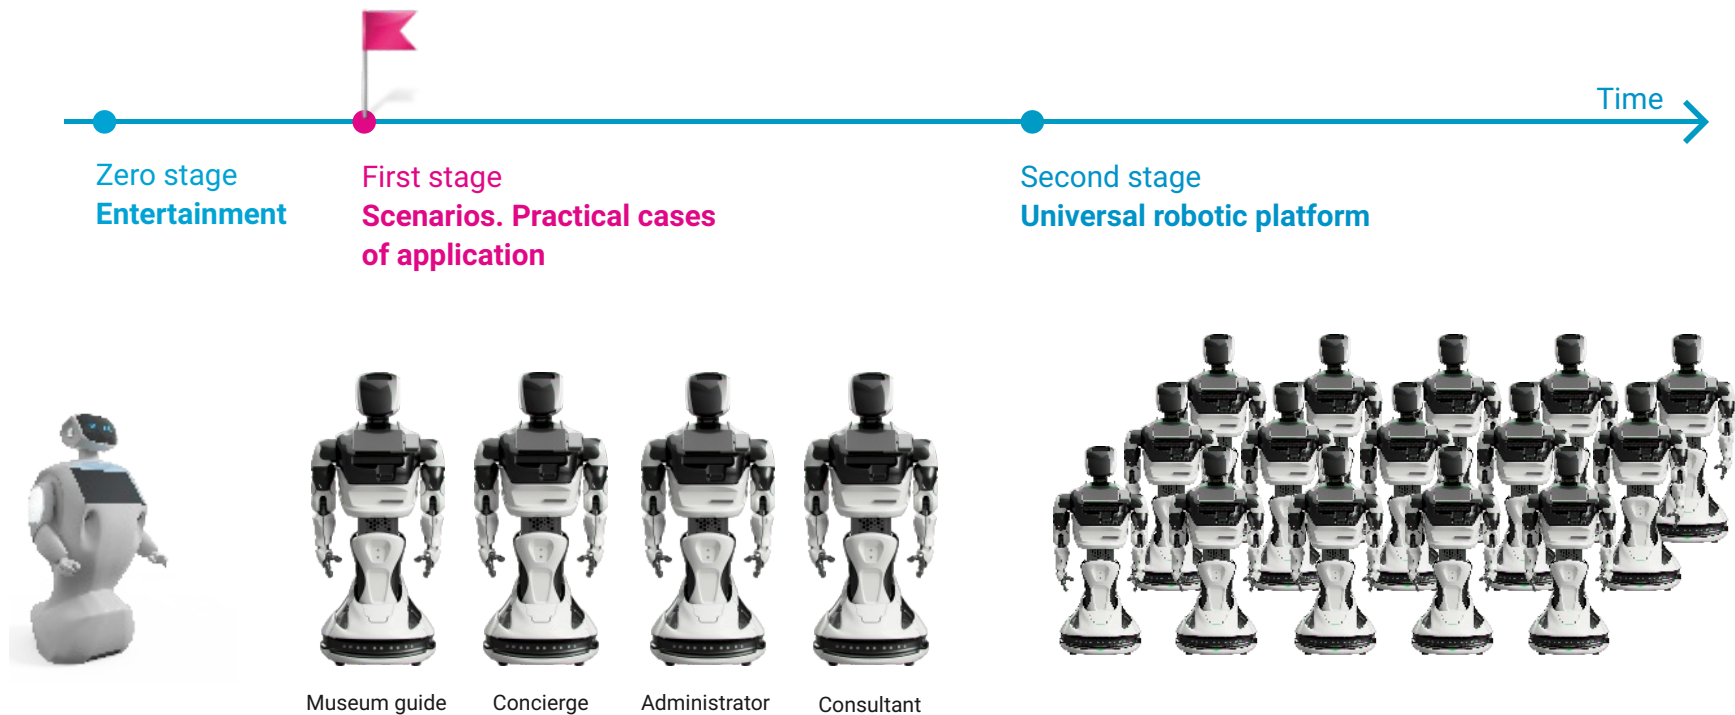 Time
Zero stage
Entertainment
First stage
Scenarios. Practical cases
of application
Second stage
Universal robotic platform
Museum guide
Concierge
Administrator
Consultant